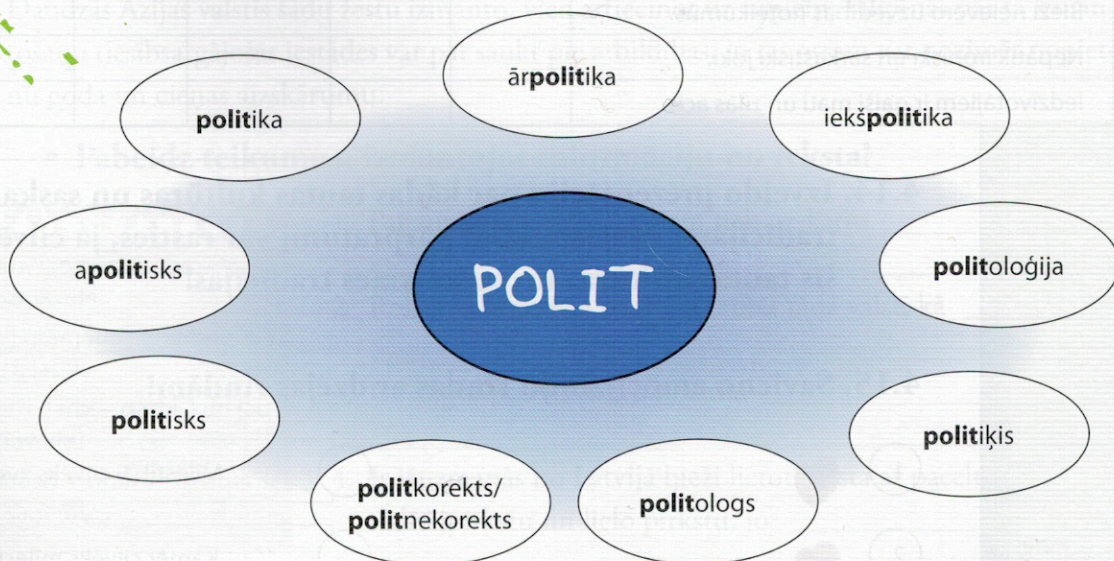 ārpolitika
politika
iekšpolitika
apolitisks
politoloģija
POLIT
politisks
politiķis
politkorekts/
politnekorekts
politologs